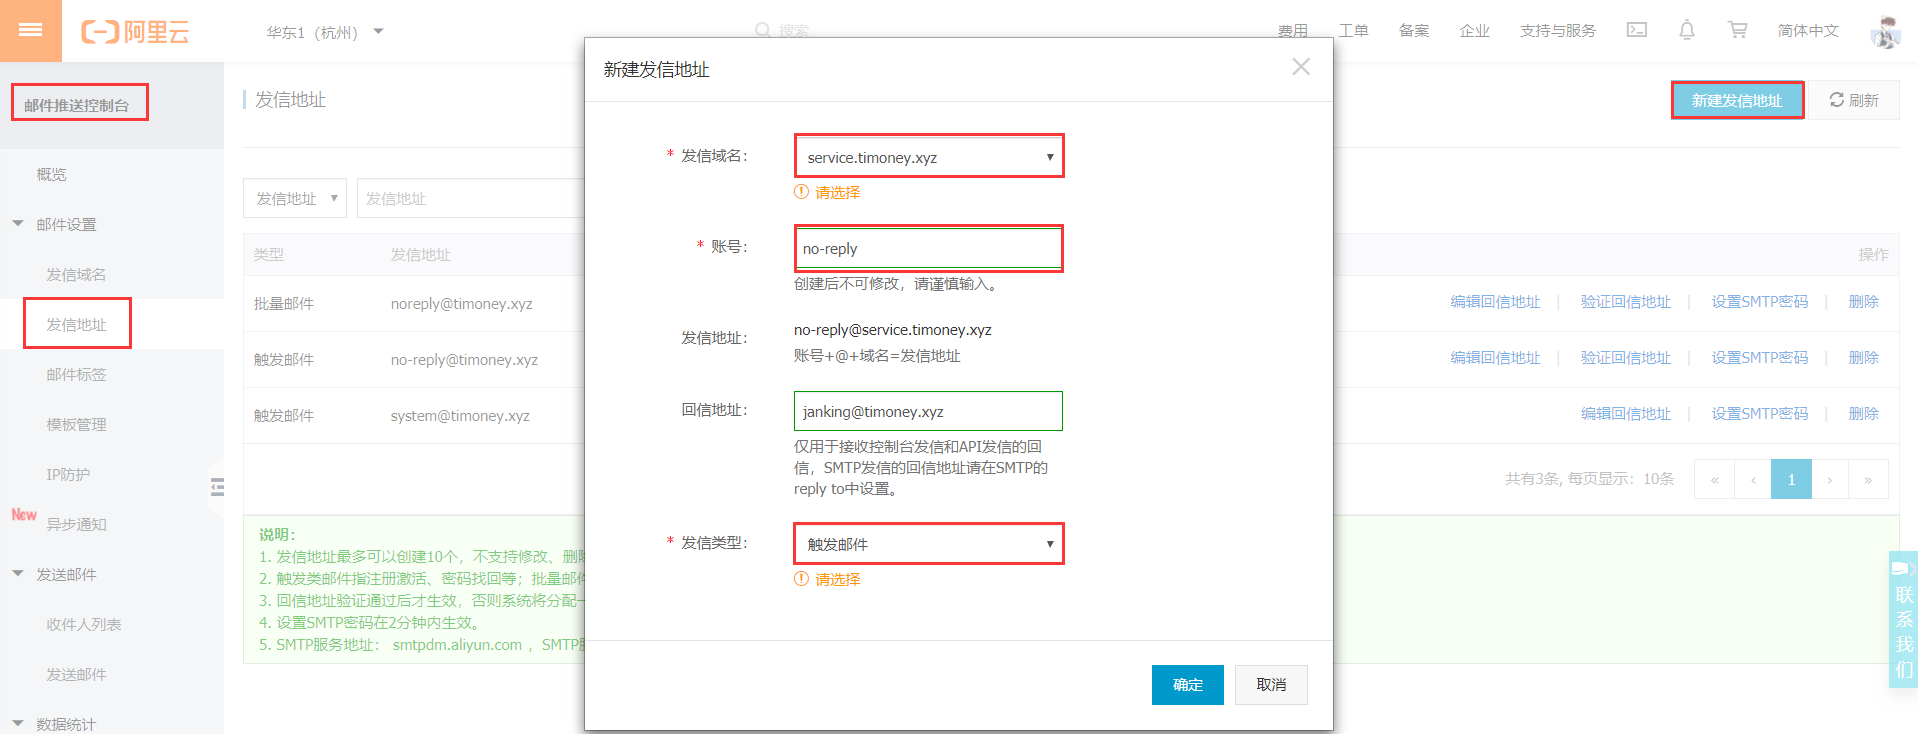 阿里云
华东1（杭州）
搜索
费用
工单
备案
企业
支持与服务
简体中文
邮件推送控制台
概览
邮件设置
发信域名
发信地址
邮件标签
模板管理
IP防护
New
异步通知
发送邮件
收件人列表
发送邮件
数据统计
发信地址
新建发信地址
刷新
发信地址
发信地址
类型 发信地址 操作
批量邮件 noreply@timoney.xyz 编辑回信地址 | 验证回信地址 | 设置SMTP密码 | 删除
触发邮件 no-reply@timoney.xyz 编辑回信地址 | 验证回信地址 | 设置SMTP密码 | 删除
触发邮件 system@timoney.xyz 编辑回信地址 | 设置SMTP密码 | 删除
共有3条, 每页显示：10条 « ‹ 1 › »
说明：
1. 发信地址最多可以创建10个，不支持修改、删除
2. 触发类邮件指注册激活、密码找回等；批量邮件
3. 回信地址验证通过后才生效，否则系统将分配一
4. 设置SMTP密码在2分钟内生效。
5. SMTP服务地址： smtpdm.aliyun.com ，SMTP服
新建发信地址
* 发信域名：
service.timoney.xyz
请选择
* 账号：
no-reply
创建后不可修改，请谨慎输入。
发信地址：
no-reply@service.timoney.xyz
账号+@+域名=发信地址
回信地址：
janking@timoney.xyz
仅用于接收控制台发信和API发信的回
信，SMTP发信的回信地址请在SMTP的
reply to中设置。
* 发信类型：
触发邮件
请选择
确定
取消
联
系
我
们